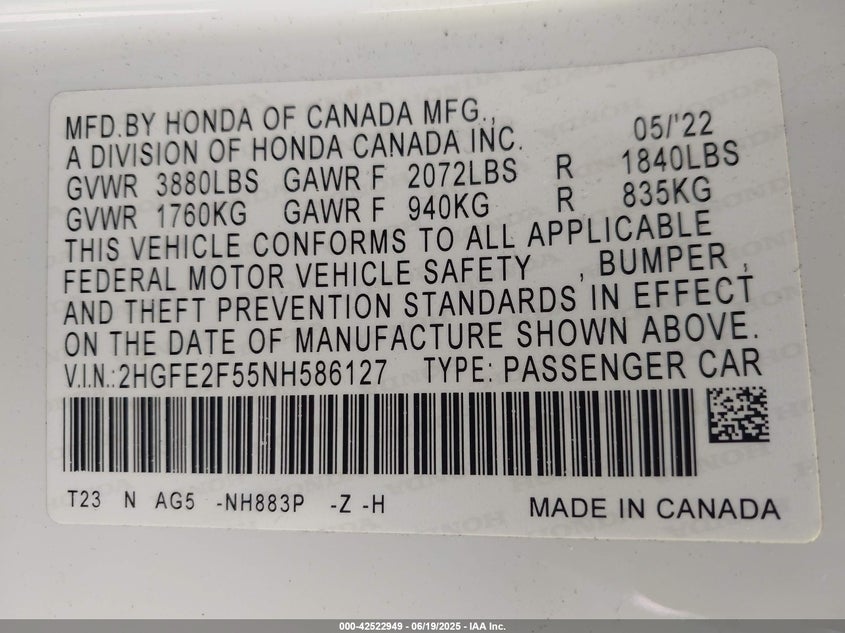 MFD.BY HONDA OF CANADA MFG.,
A DIVISION OF HONDA CANADA INC. 05/'22
GVWR 3880LBS GAWR F 2072LBS R 1840LBS
GVWR 1760KG GAWR F 940KG R 835KG
THIS VEHICLE CONFORMS TO ALL APPLICABLE
FEDERAL MOTOR VEHICLE SAFETY , BUMPER ,
AND THEFT PREVENTION STANDARDS IN EFFECT
ON THE DATE OF MANUFACTURE SHOWN ABOVE.
V.I.N.:2HGFE2F55NH586127 TYPE: PASSENGER CAR
T23 N AG5 -NH883P -Z -H
MADE IN CANADA
000-42522949 - 06/19/2025 - IAA Inc.